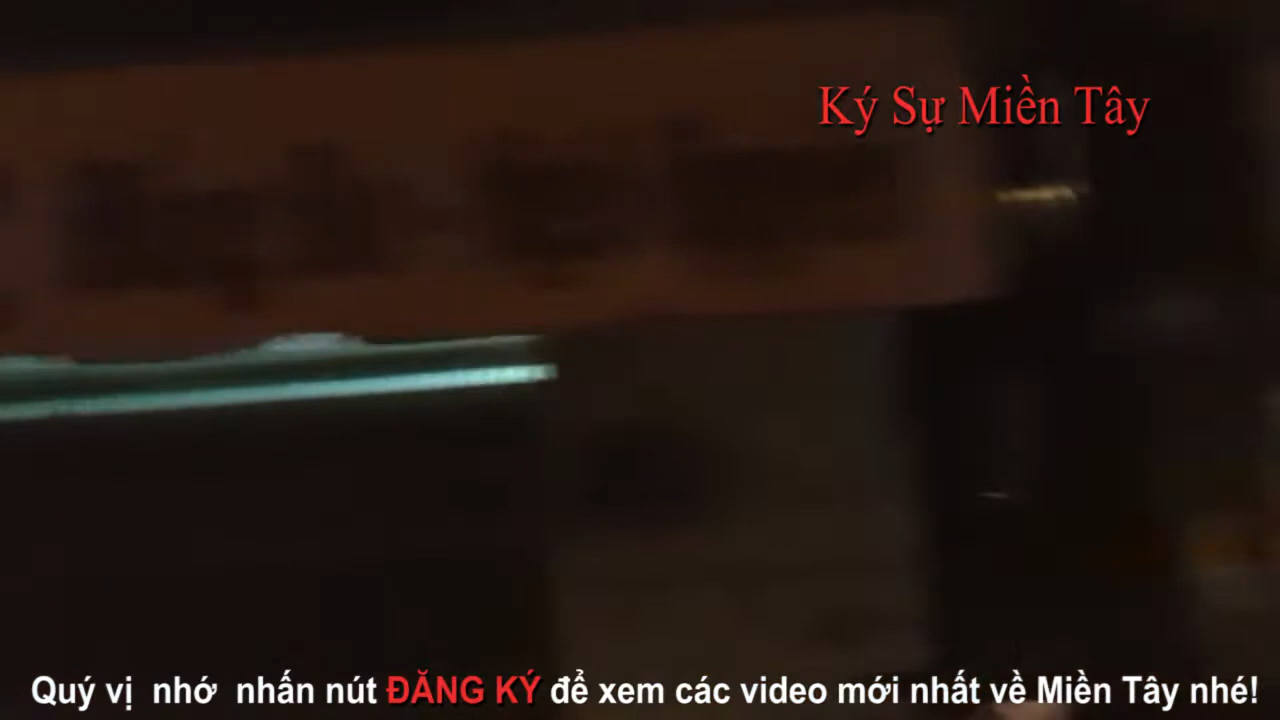 Ký Sự Miền Tây
Quý vị nhớ nhấn nút ĐĂNG KÝ để xem các video mới nhất về Miền Tây nhé!